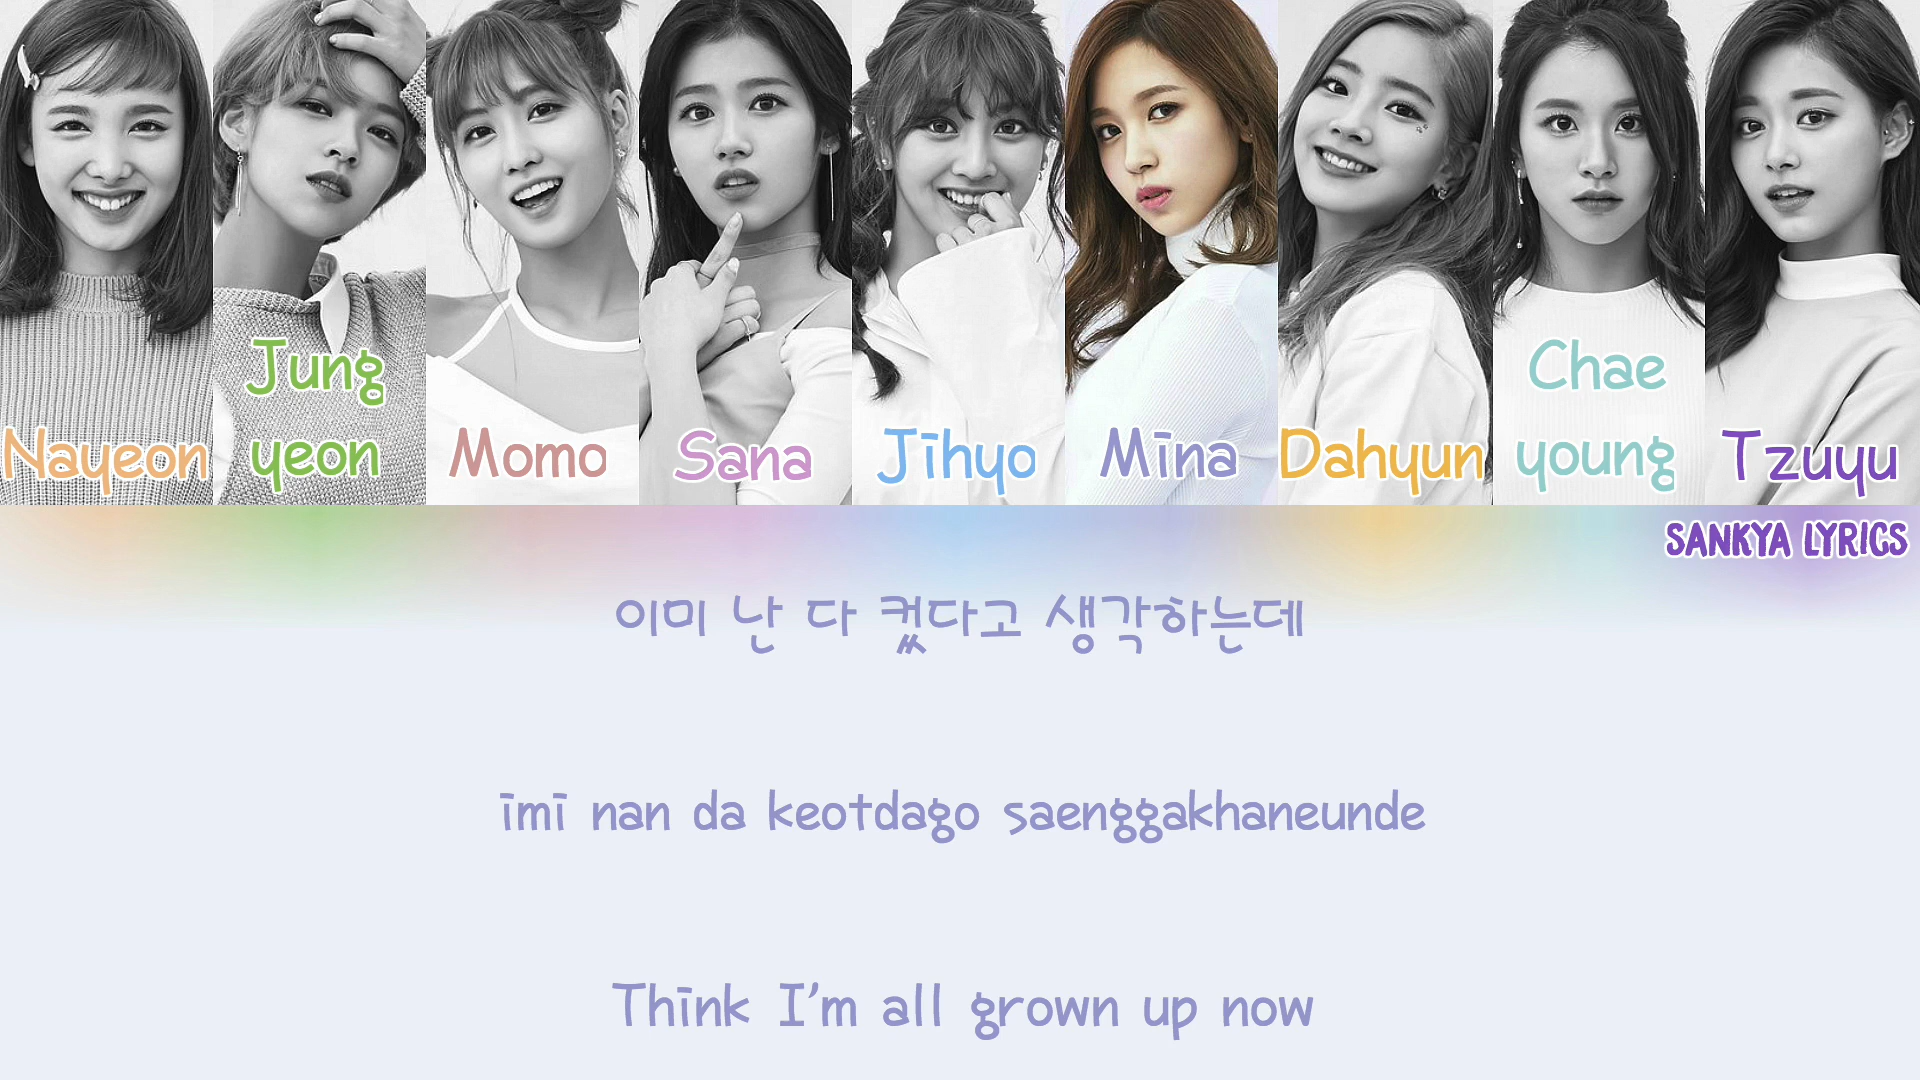 Nayeon
Jung
yeon
Momo
Sana
Jihyo
Mina
Dahyun
Chae
young
Tzuyu
SANKYA LYRICS
이미 난 다 컸다고 생각하는데
imi nan da keotdago saenggakhaneunde
Think I'm all grown up now